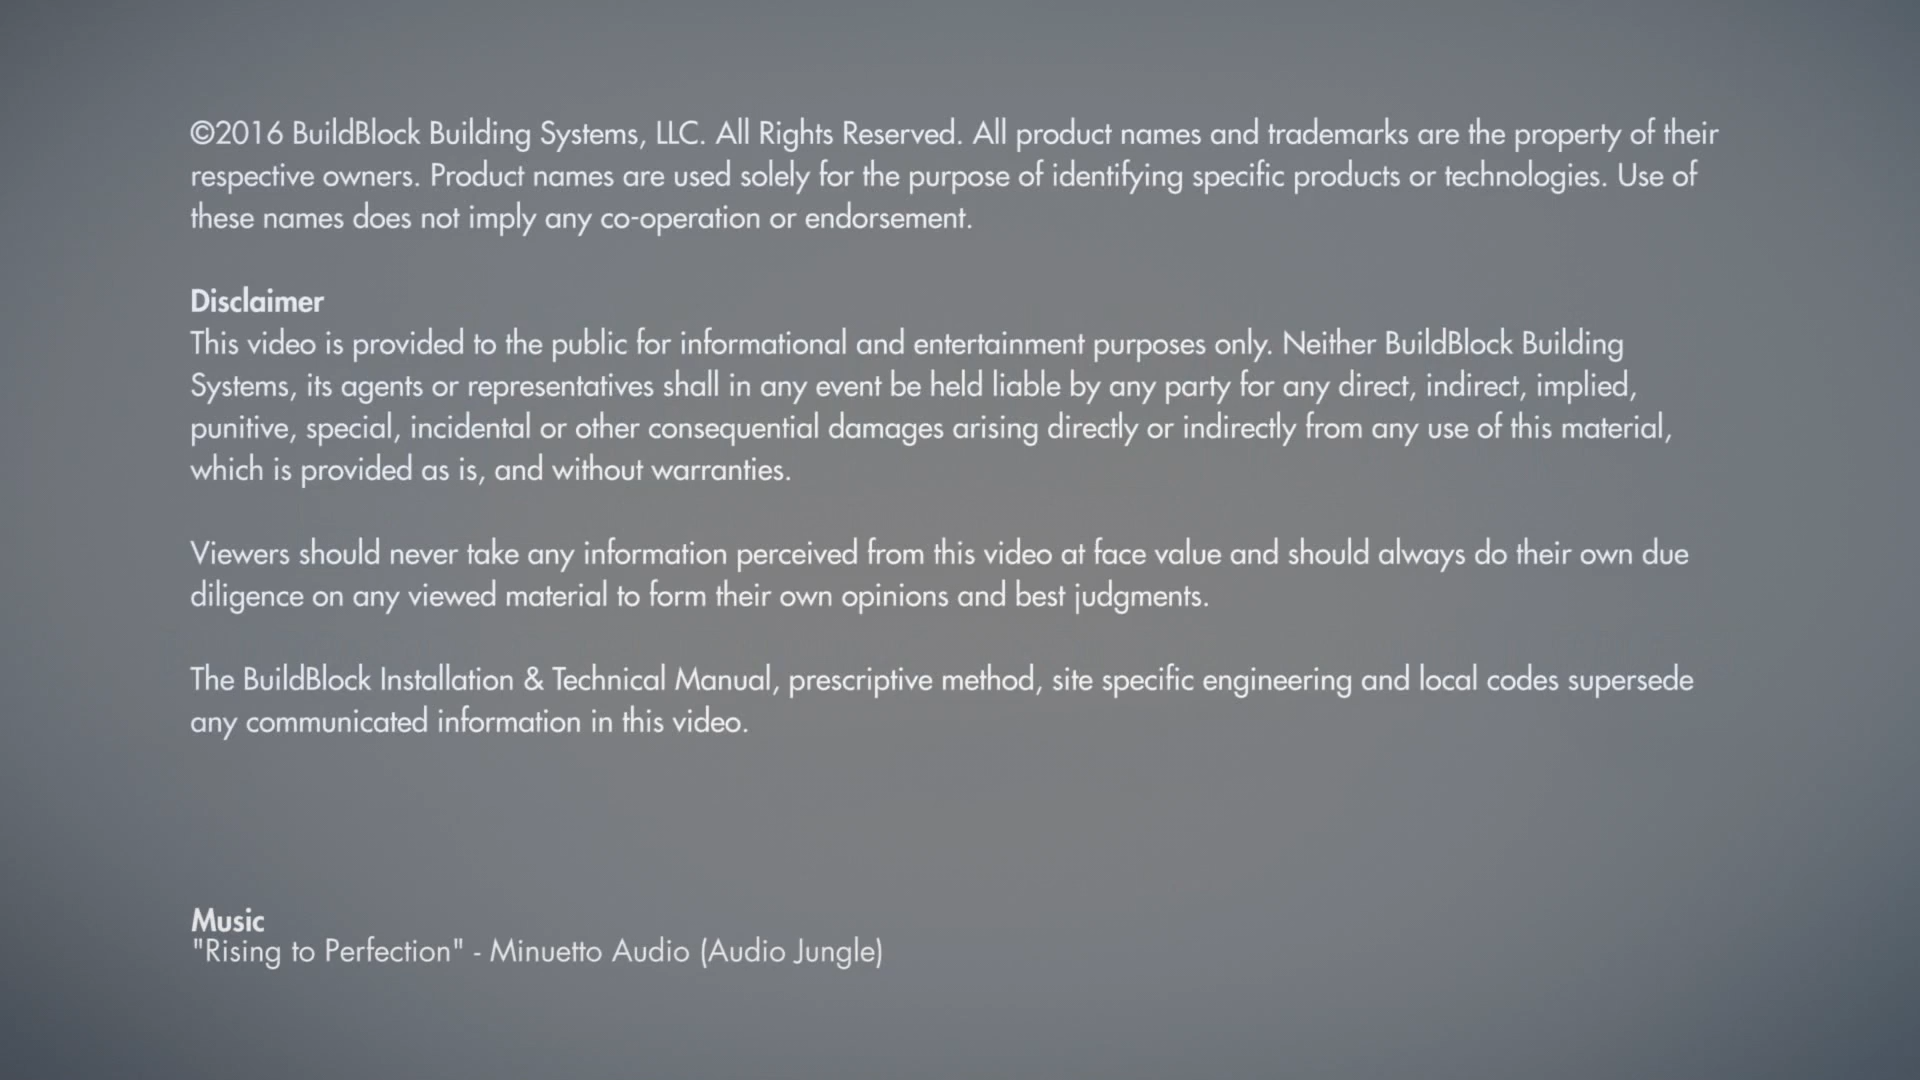 ©2016 BuildBlock Building Systems, LLC. All Rights Reserved. All product names and trademarks are the property of their
respective owners. Product names are used solely for the purpose of identifying specific products or technologies. Use of
these names does not imply any co-operation or endorsement.
Disclaimer
This video is provided to the public for informational and entertainment purposes only. Neither BuildBlock Building
Systems, its agents or representatives shall in any event be held liable by any party for any direct, indirect, implied,
punitive, special, incidental or other consequential damages arising directly or indirectly from any use of this material,
which is provided as is, and without warranties.
Viewers should never take any information perceived from this video at face value and should always do their own due
diligence on any viewed material to form their own opinions and best judgments.
The BuildBlock Installation & Technical Manual, prescriptive method, site specific engineering and local codes supersede
any communicated information in this video.
Music
"Rising to Perfection" - Minuetto Audio (Audio Jungle)